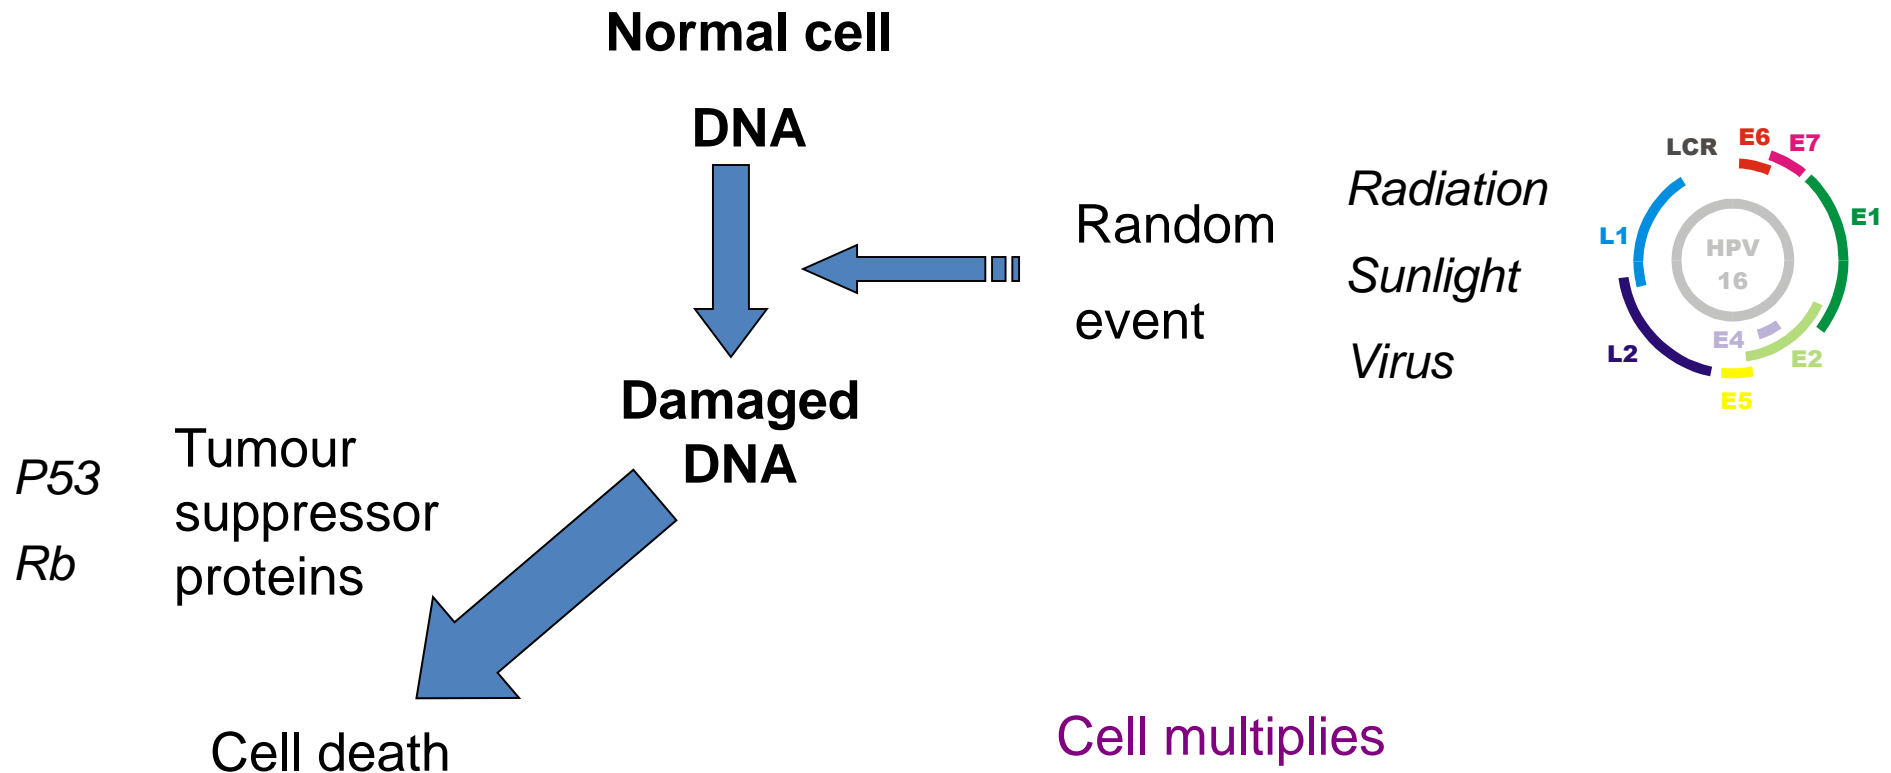 Normal cell
DNA
Random
event
Radiation
Sunlight
Virus
LCR
E6
E7
E1
L1
HPV
16
E4
E2
L2
E5
Damaged
DNA
P53
Rb
Tumour
suppressor
proteins
Cell death
Cell multiplies